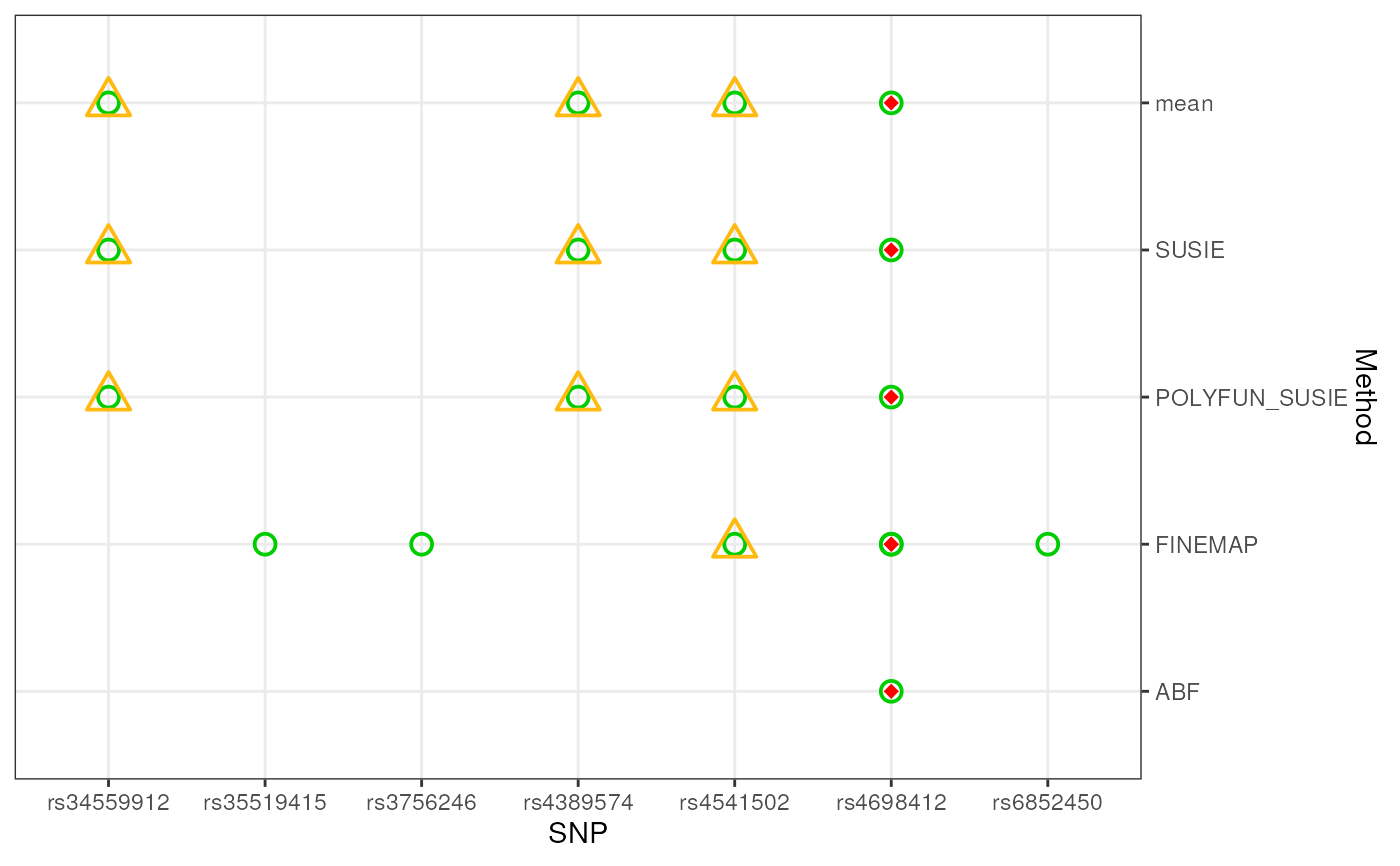 mean
SUSIE
POLYFUN_SUSIE
FINEMAP
ABF
Method
rs34559912 rs35519415 rs3756246 rs4389574 rs4541502 rs4698412 rs6852450
SNP